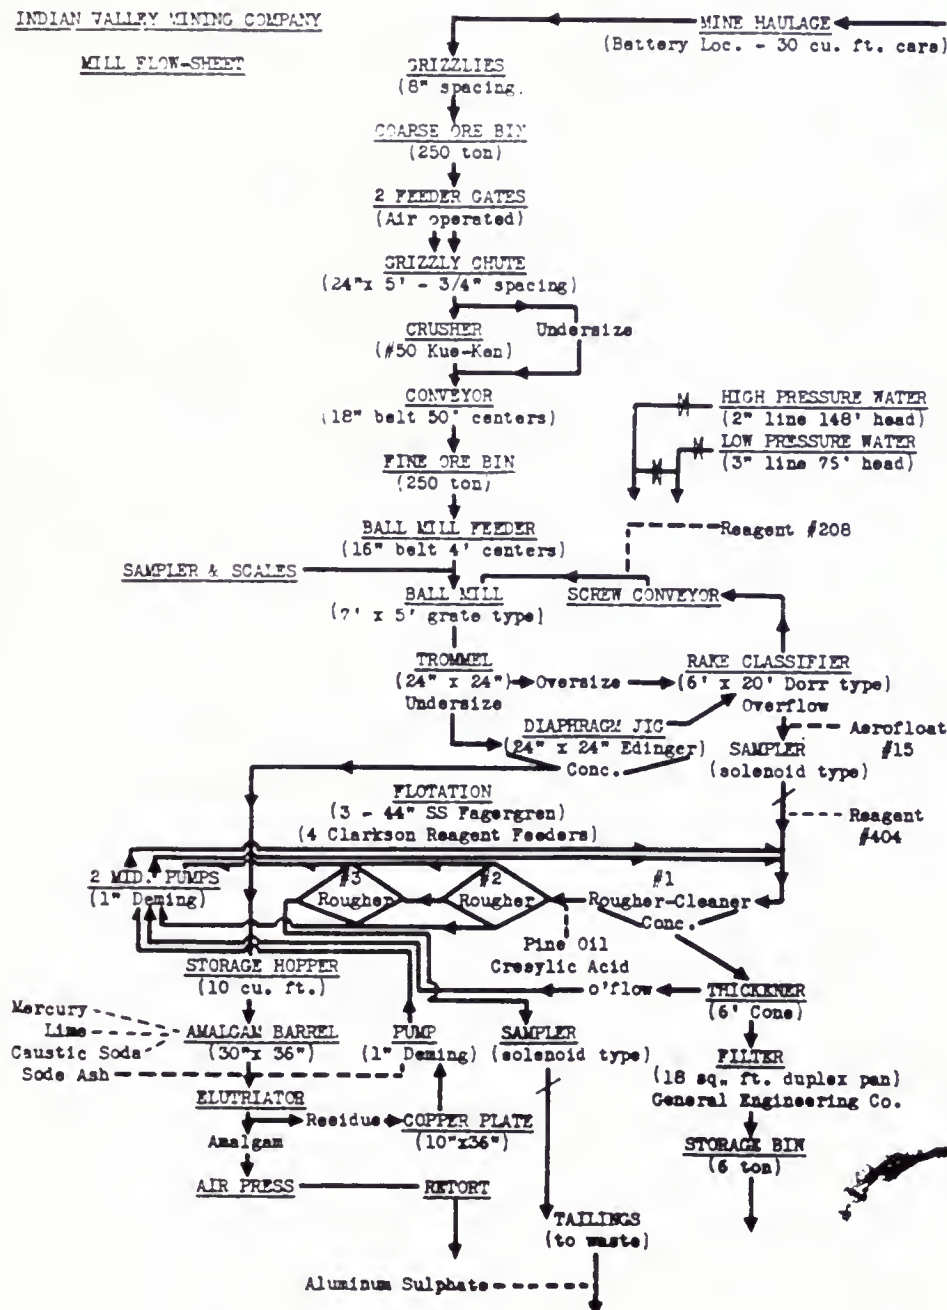 INDIAN VALLEY MINING COMPANY
MILL FLOW-SHEET
MINE HAULAGE
(Battery Loc. - 30 cu. ft. cars)
GRIZZLIES
(8" spacing.
COARSE ORE BIN
(250 ton)
2 FEEDER GATES
(Air operated)
GRIZZLY CHUTE
(24"x 5' - 3/4" spacing)
CRUSHER
(#50 Kue-Ken)
Undersize
CONVEYOR
(18" belt 50' centers)
HIGH PRESSURE WATER
(2" line 148' head)
LOW PRESSURE WATER
(3" line 75' head)
FINE ORE BIN
(250 ton)
BALL MILL FEEDER
(16" belt 4' centers)
Reagent #208
SAMPLER & SCALES
BALL MILL
(7' x 5' grate type)
SCREW CONVEYOR
TROMMEL
(24" x 24")
Undersize
Oversize
RAKE CLASSIFIER
(6' x 20' Dorr type)
Overflow
DIAPHRAGM JIG
(24" x 24" Edinger)
Conc.
Aerofloat
#15
SAMPLER
(solenoid type)
FLOTATION
(3 - 44" SS Fagergren)
(4 Clarkson Reagent Feeders)
Reagent
#404
2 MID. PUMPS
(1" Deming)
#3
Rougher
#2
Rougher
#1
Rougher-Cleaner
Conc.
Pine Oil
Cresylic Acid
STORAGE HOPPER
(10 cu. ft.)
o'flow
THICKENER
(6' Cone)
Mercury
Lime
Caustic Soda
Sode Ash
AMALGAM BARREL
(30"x 36")
PUMP
(1" Deming)
SAMPLER
(solenoid type)
FILTER
(18 sq. ft. duplex pan)
General Engineering Co.
ELUTRIATOR
Residue
COPPER PLATE
(10"x36")
Amalgam
STORAGE BIN
(6 ton)
AIR PRESS
RETORT
TAILINGS
(to waste)
Aluminum Sulphate